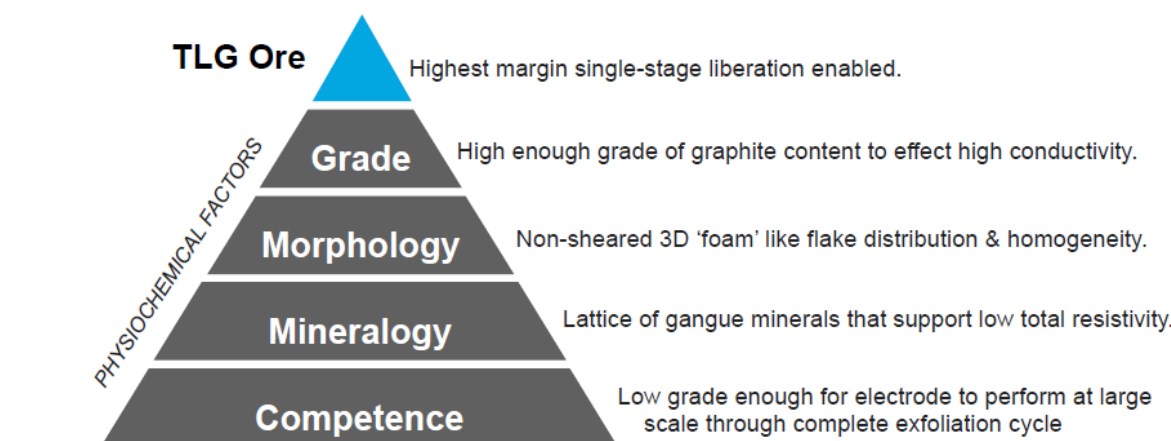 TLG Ore
Highest margin single-stage liberation enabled.
PHYSIOCHEMICAL FACTORS
Grade
High enough grade of graphite content to effect high conductivity.
Morphology
Non-sheared 3D ‘foam’ like flake distribution & homogeneity.
Mineralogy
Lattice of gangue minerals that support low total resistivity.
Competence
Low grade enough for electrode to perform at large
scale through complete exfoliation cycle